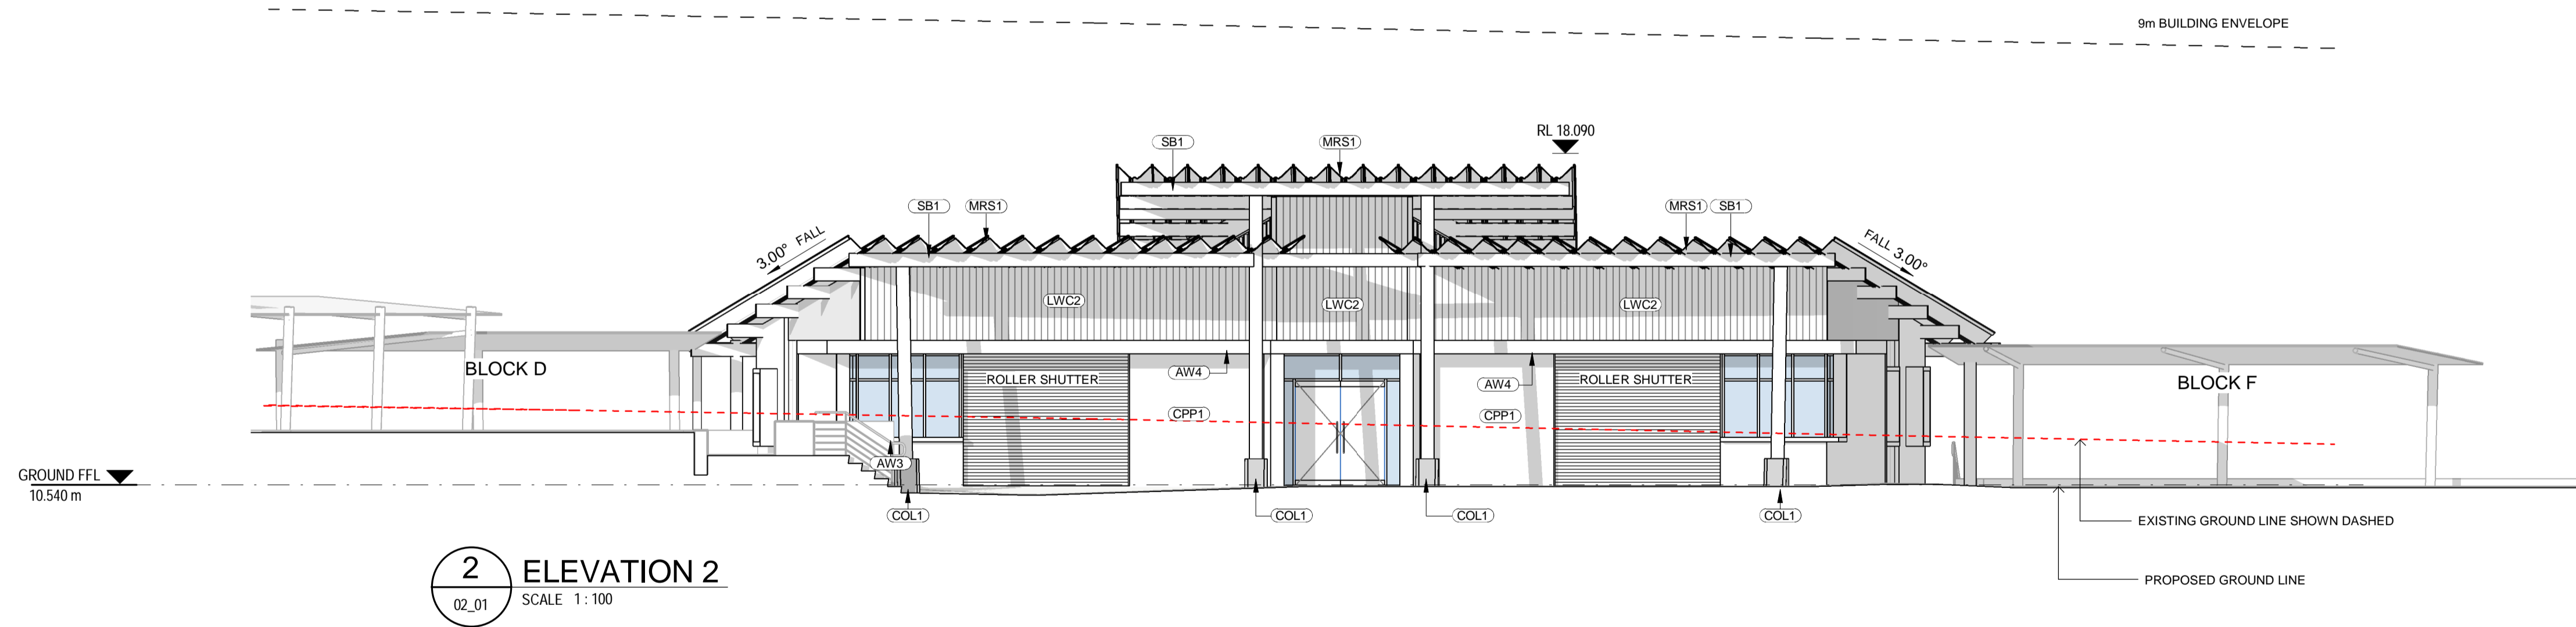 9m BUILDING ENVELOPE
RL 18.090
SB1
MRS1
SB1
MRS1
MRS1
SB1
3.00° FALL
FALL 3.00°
LWC2
LWC2
LWC2
BLOCK D
ROLLER SHUTTER
AW4
AW4
ROLLER SHUTTER
BLOCK F
CPP1
CPP1
AW3
GROUND FFL
10.540 m
COL1
COL1
COL1
COL1
EXISTING GROUND LINE SHOWN DASHED
PROPOSED GROUND LINE
2
02_01
ELEVATION 2
SCALE 1 : 100